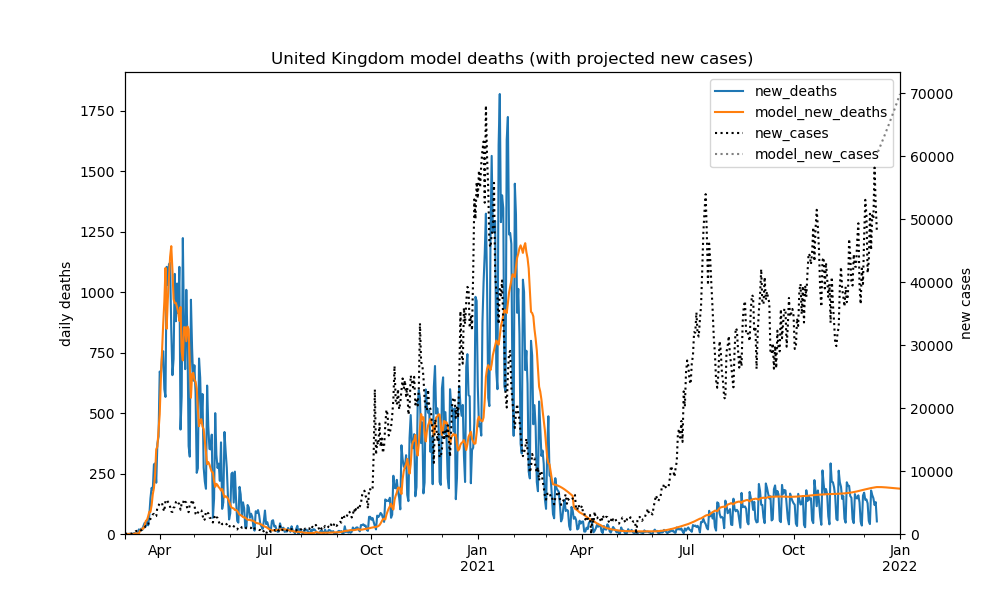 United Kingdom model deaths (with projected new cases)
new_deaths
model_new_deaths
new_cases
model_new_cases
daily deaths
1750
1500
1250
1000
750
500
250
0
70000
60000
50000
40000
30000
20000
10000
0
new cases
Apr
Jul
Oct
Jan
2021
Apr
Jul
Oct
Jan
2022